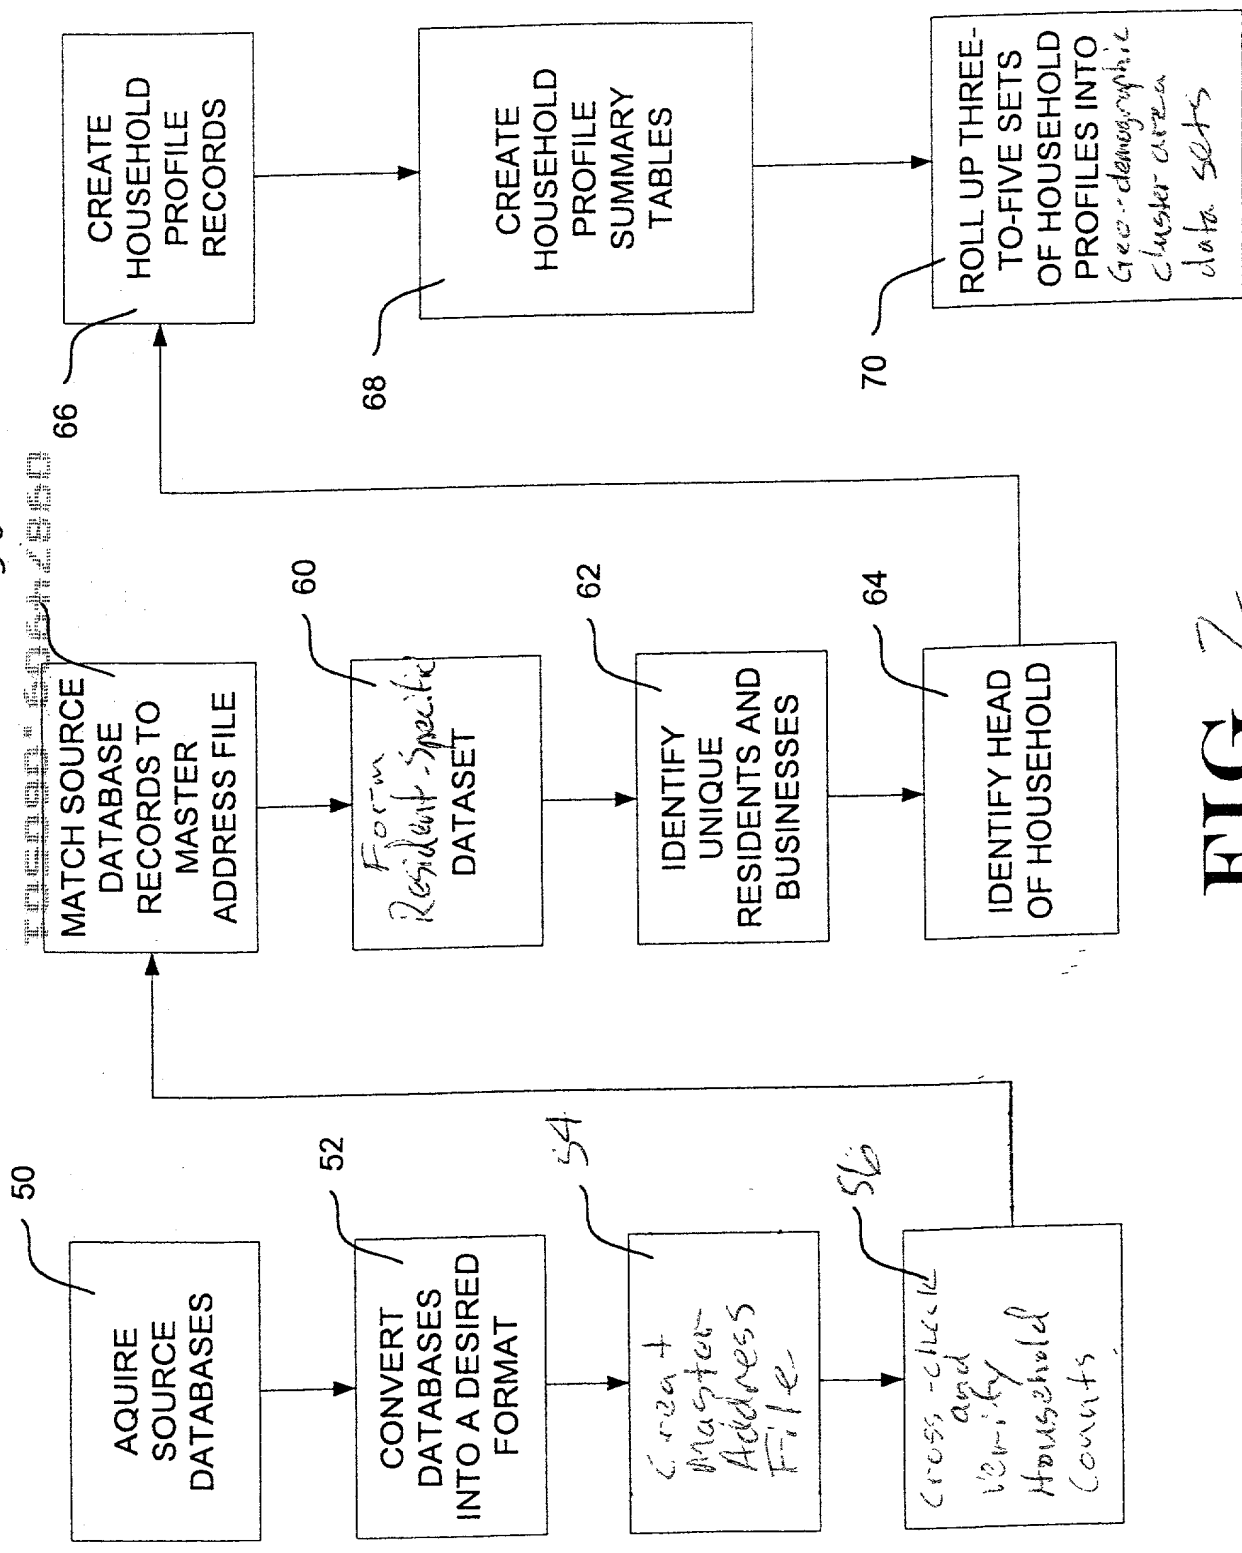 50
AQUIRE
SOURCE
DATABASES
52
CONVERT
DATABASES
INTO A DESIRED
FORMAT
54
Creat
Master
Address
File
56
Cross-check
and
Verify
Household
Counts
MATCH SOURCE
DATABASE
RECORDS TO
MASTER
ADDRESS FILE
60
Form
Resident-Specific
DATASET
62
IDENTIFY
UNIQUE
RESIDENTS AND
BUSINESSES
64
IDENTIFY HEAD
OF HOUSEHOLD
66
CREATE
HOUSEHOLD
PROFILE
RECORDS
68
CREATE
HOUSEHOLD
PROFILE
SUMMARY
TABLES
70
ROLL UP THREE-
TO-FIVE SETS
OF HOUSEHOLD
PROFILES INTO
Geo-demographic
cluster area
data sets
FIG 2